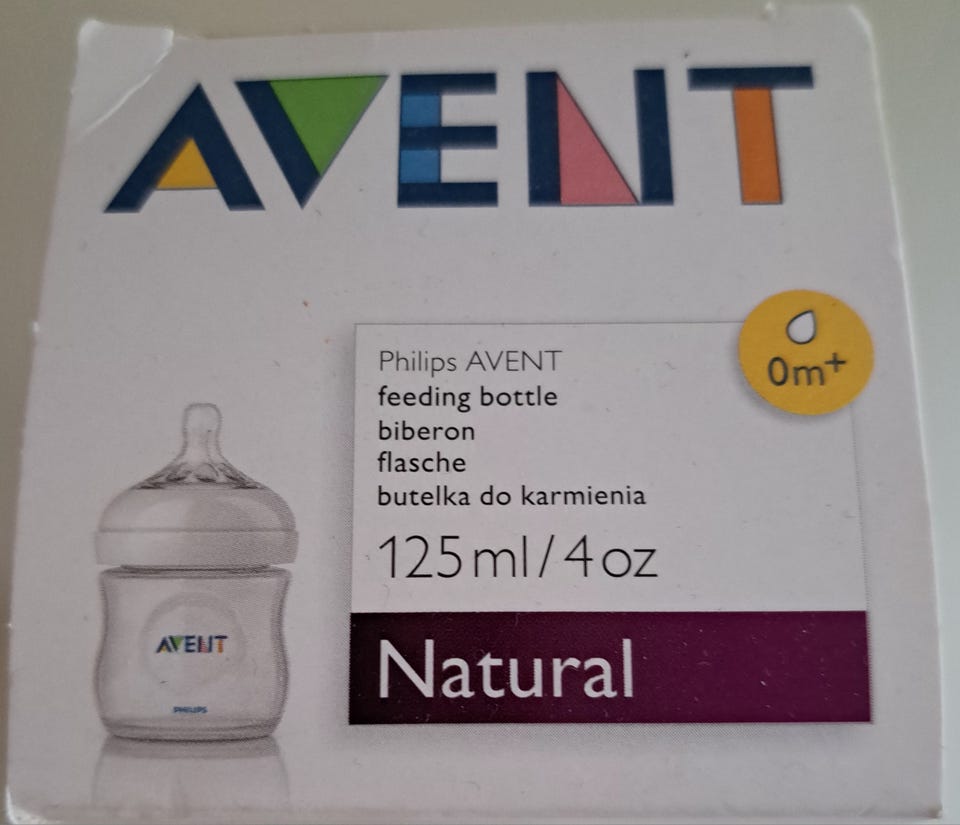 AVENT
0m+
Philips AVENT
feeding bottle
biberon
flasche
butelka do karmienia
125ml/4oz
Natural
AVENT
PHILIPS